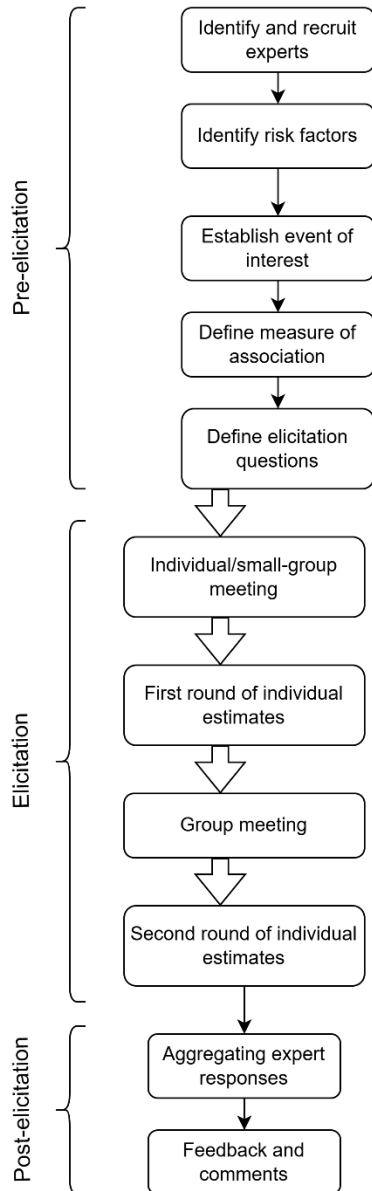 Identify and recruit
experts
Identify risk factors
Establish event of
interest
Define measure of
association
Define elicitation
questions
Pre-elicitation
Individual/small-group
meeting
First round of individual
estimates
Group meeting
Second round of individual
estimates
Elicitation
Aggregating expert
responses
Feedback and
comments
Post-elicitation